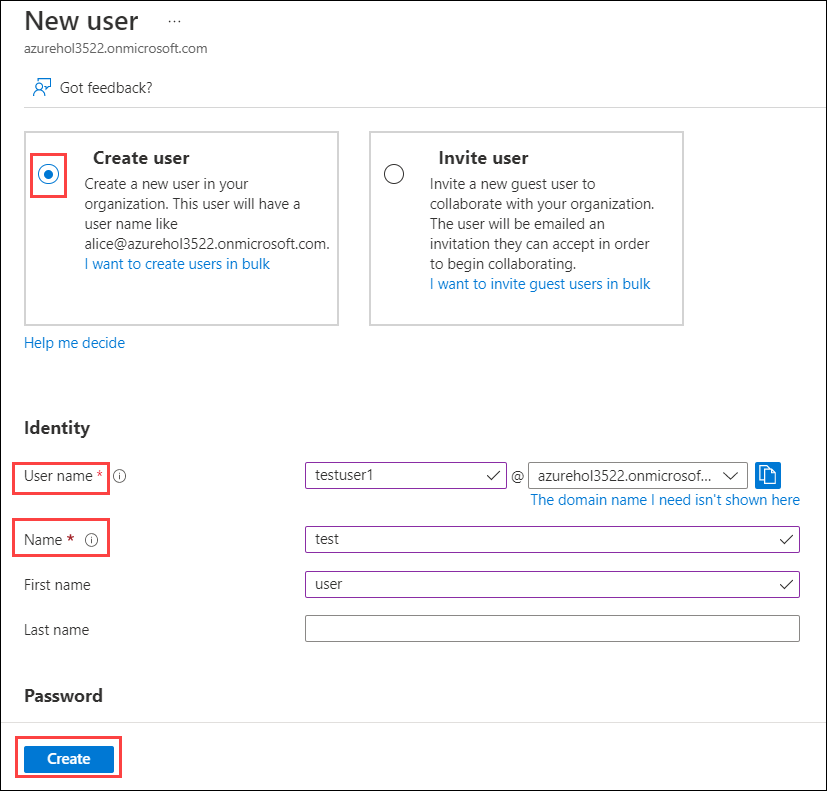 New user ...
azurehol3522.onmicrosoft.com
Got feedback?
Create user
Create a new user in your
organization. This user will have a
user name like
alice@azurehol3522.onmicrosoft.com.
I want to create users in bulk
Invite user
Invite a new guest user to
collaborate with your organization.
The user will be emailed an
invitation they can accept in order
to begin collaborating.
I want to invite guest users in bulk
Help me decide
Identity
User name * testuser1 @ azurehol3522.onmicrosof...
The domain name I need isn't shown here
Name * test
First name user
Last name
Password
Create